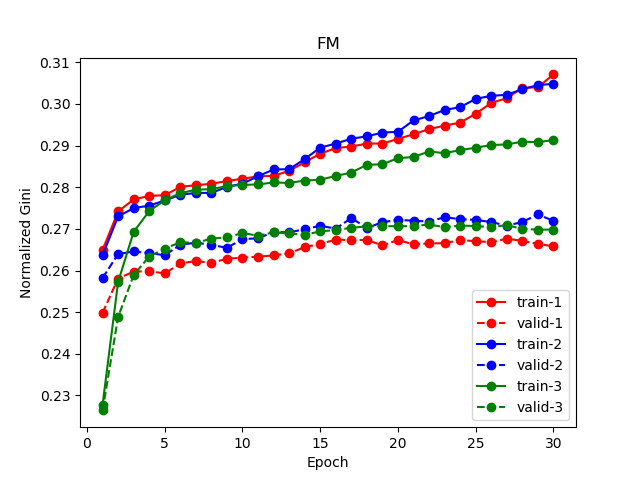 FM
Normalized Gini
0.31
0.30
0.29
0.28
0.27
0.26
0.25
0.24
0.23
train-1
valid-1
train-2
valid-2
train-3
valid-3
0 5 10 15 20 25 30
Epoch